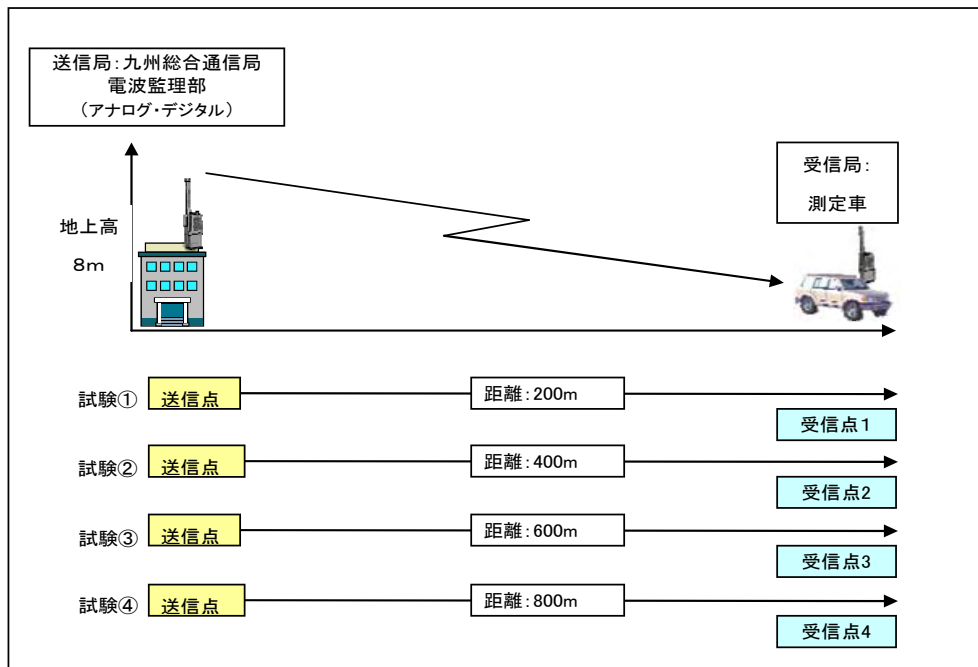 送信局：九州総合通信局
電波監理部
（アナログ・デジタル）
受信局：
測定車
地上高
８ｍ
試験① 送信点 距離：200m
受信点1
試験② 送信点 距離：400m
受信点2
試験③ 送信点 距離：600m
受信点3
試験④ 送信点 距離：800m
受信点4